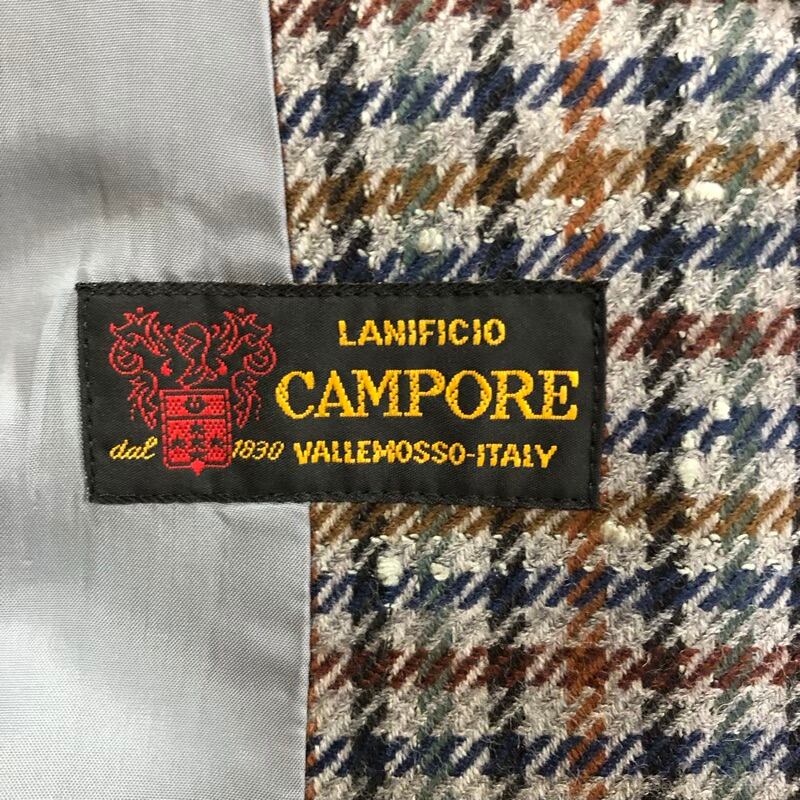 LANIFICIO
CAMPORE
dal 1830
VALLEMOSSO-ITALY